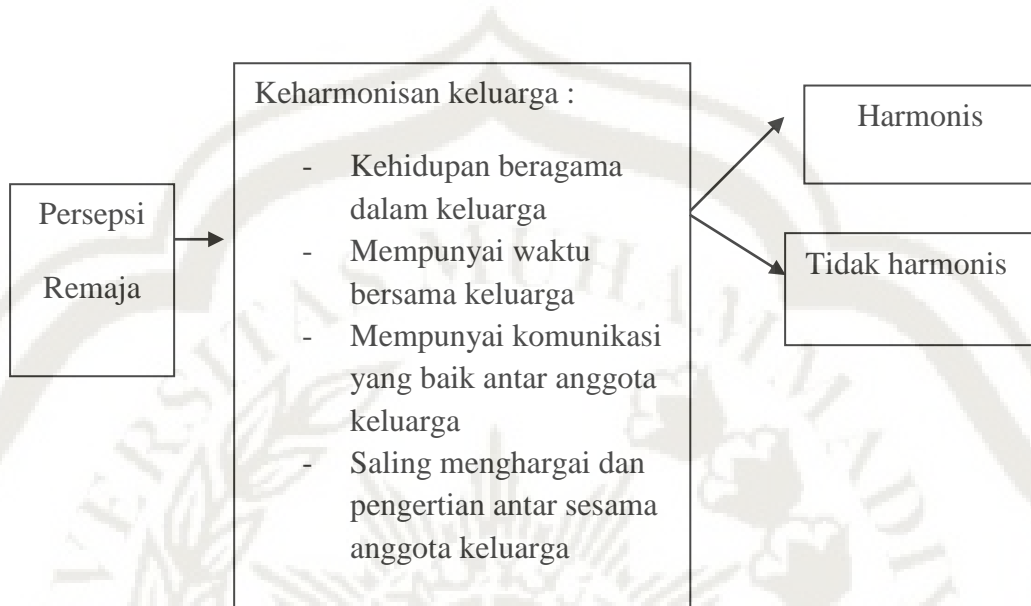 Persepsi
Remaja
Keharmonisan keluarga :
- Kehidupan beragama
dalam keluarga
- Mempunyai waktu
bersama keluarga
- Mempunyai komunikasi
yang baik antar anggota
keluarga
- Saling menghargai dan
pengertian antar sesama
anggota keluarga
Harmonis
Tidak harmonis